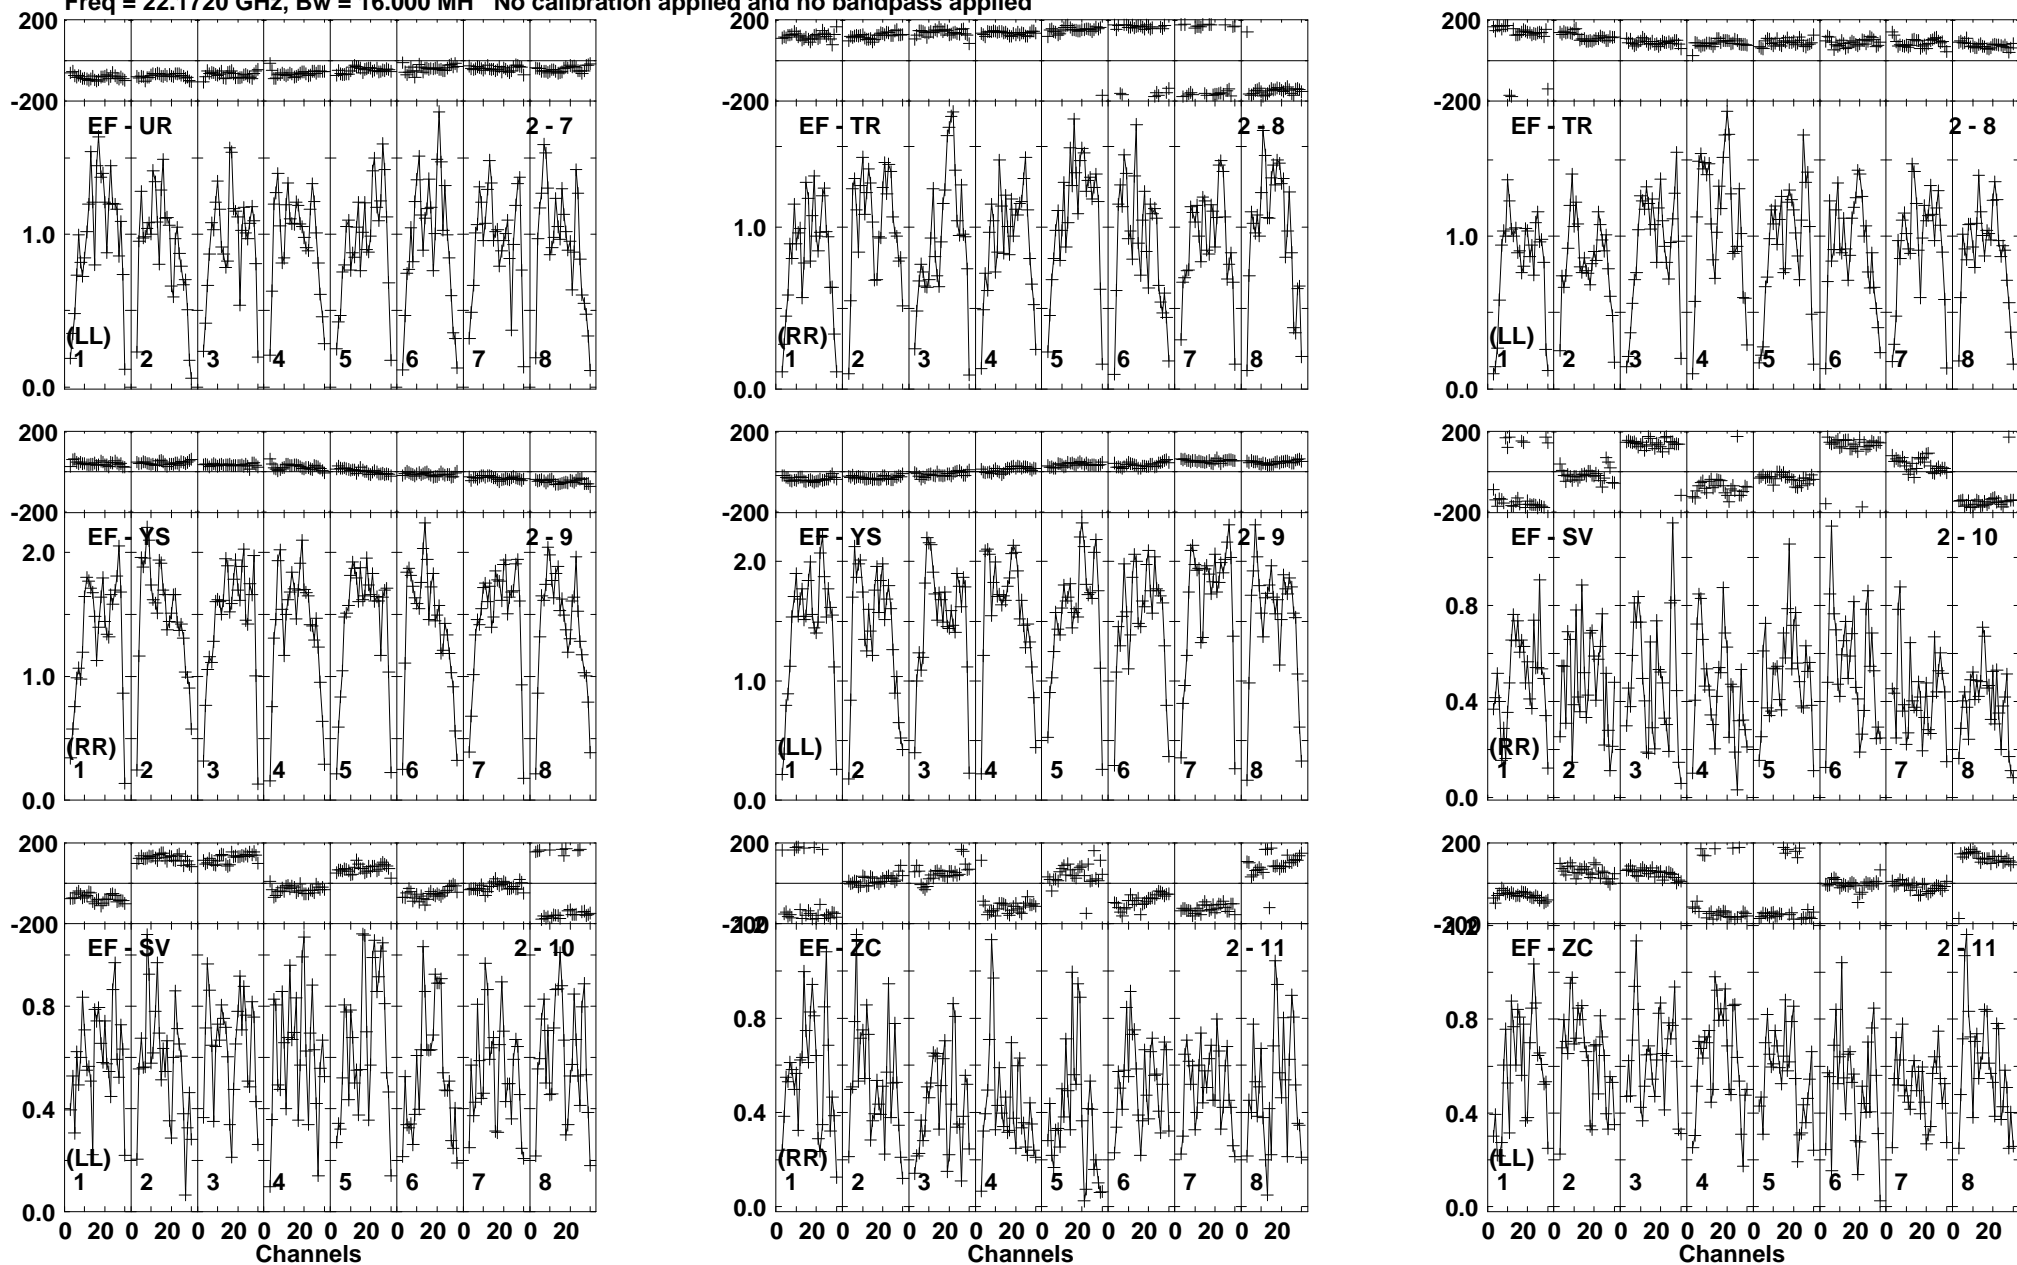 Freq = 22.1720 GHz, Bw = 16.000 MH No calibration applied and no bandpass applied
200 200 200
-200 -200 -200
EF - UR 2 - 7 EF - TR 2 - 8 EF - TR 2 - 8
1.0 1.0 1.0
(LL) (RR) (LL)
1 2 3 4 5 6 7 8 1 2 3 4 5 6 7 8 1 2 3 4 5 6 7 8
0.0 0.0 0.0
200 200 200
-200 -200 -200
EF - YS 2 - 9 EF - YS 2 - 9 EF - SV 2 - 10
2.0 2.0 0.8
1.0 1.0 0.4
(RR) (LL) (RR)
1 2 3 4 5 6 7 8 1 2 3 4 5 6 7 8 1 2 3 4 5 6 7 8
0.0 0.0 0.0
200 200 200
-200 -200 1.2 -200 1.2
EF - SV 2 - 10 EF - ZC 2 - 11 EF - ZC 2 - 11
0.8 0.8 0.8
0.4 0.4 0.4
(LL) (RR) (LL)
1 2 3 4 5 6 7 8 1 2 3 4 5 6 7 8 1 2 3 4 5 6 7 8
0.0 0.0 0.0
0 20 0 20 0 20 0 20 0 20 0 20 0 20 0 20 0 20 0 20 0 20 0 20 0 20 0 20 0 20 0 20 0 20 0 20 0 20 0 20 0 20 0 20 0 20 0 20
Channels Channels Channels